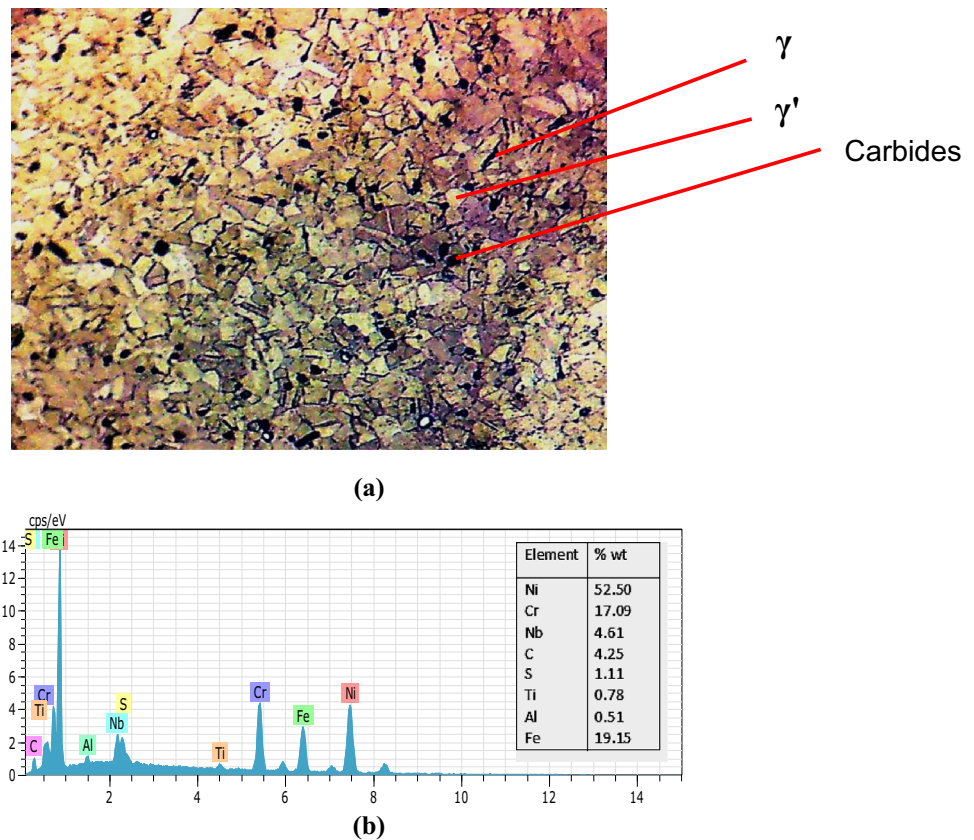 γ
γ'
Carbides
(a)
cps/eV
14
12
10
8
6
4
2
0
S
Fe
Cr
Ti
C
Al
S
Nb
Ti
Cr
Fe
Ni
2
4
6
8
10
12
14
Element % wt
Ni 52.50
Cr 17.09
Nb 4.61
C 4.25
S 1.11
Ti 0.78
Al 0.51
Fe 19.15
(b)